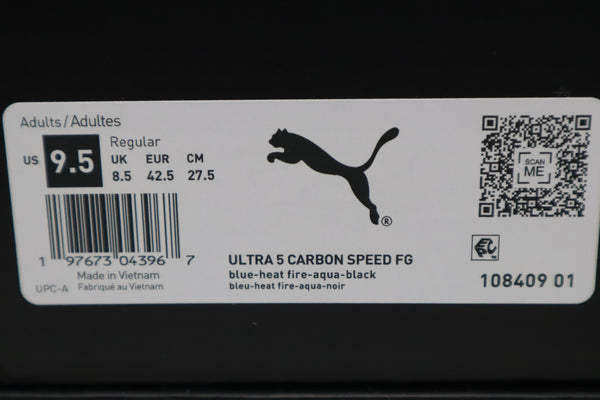 Adults/Adultes
Regular
US 9.5 UK EUR CM
8.5 42.5 27.5
1 97673 04396 7
Made in Vietnam
UPC-A Fabriqué au Vietnam
®
ULTRA 5 CARBON SPEED FG
blue-heat fire-aqua-black
bleu-heat fire-aqua-noir
SCAN
ME
108409 01